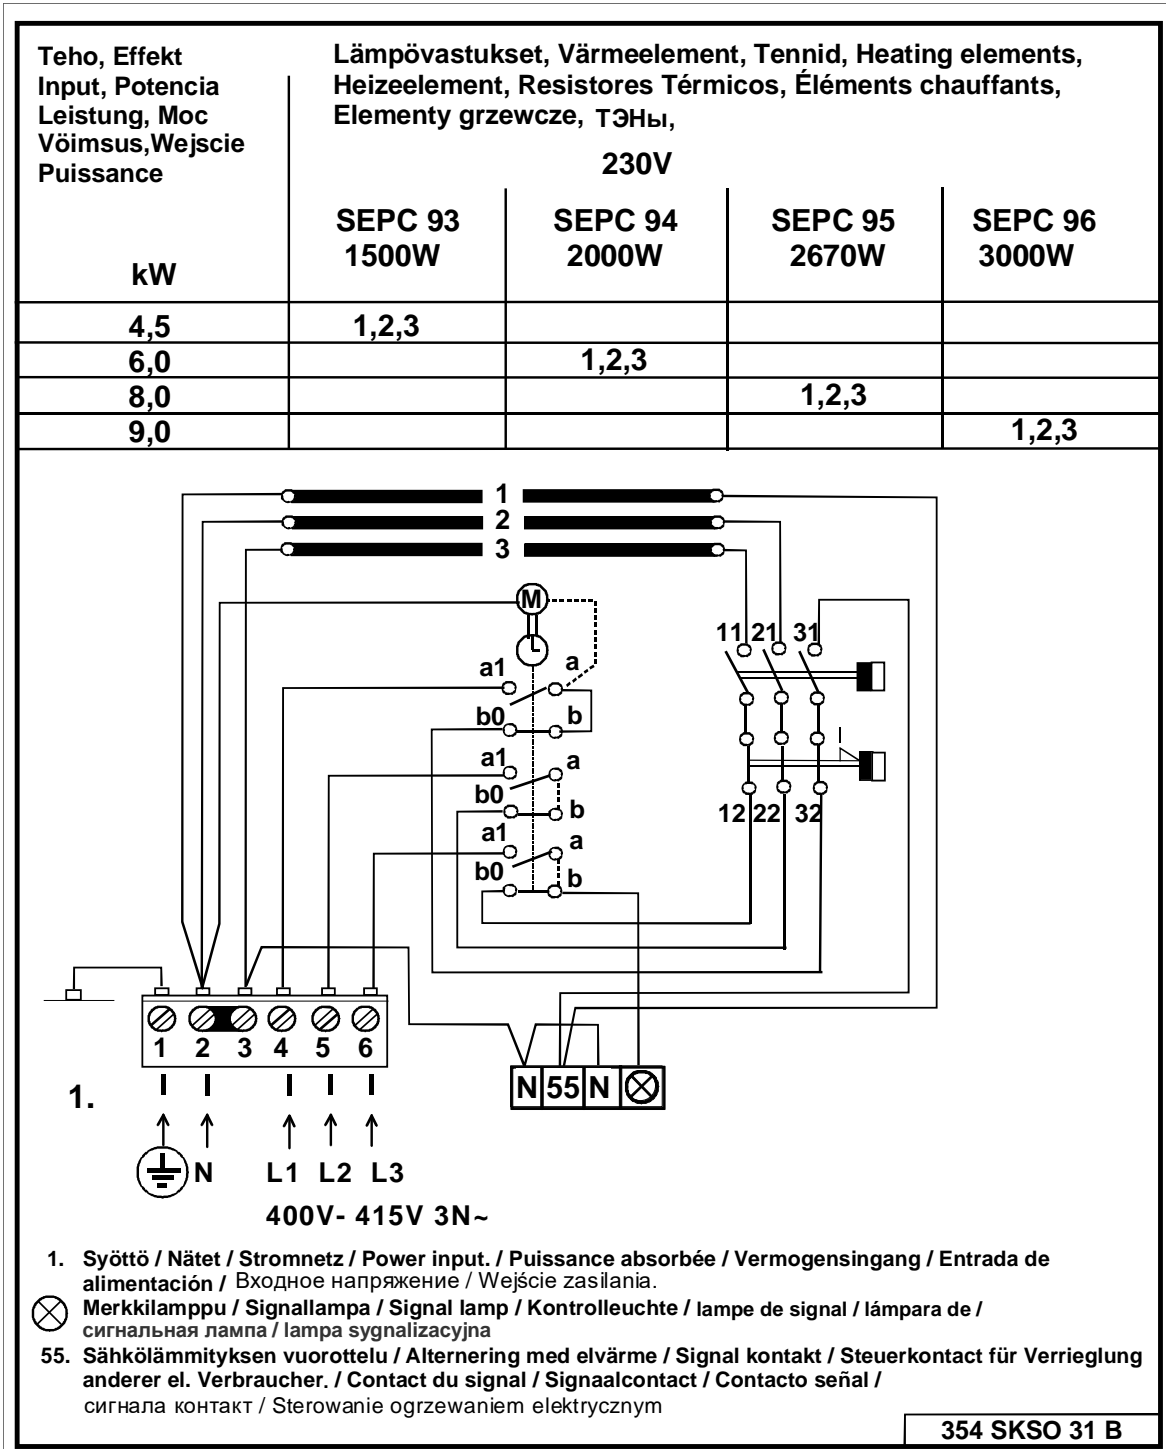 Teho, Effekt
Input, Potencia
Leistung, Moc
Vöimsus,Wejscie
Puissance
kW
Lämpövastukset, Värmeelement, Tennid, Heating elements,
Heizeelement, Resistores Térmicos, Éléments chauffants,
Elementy grzewcze, ТЭНы,
230V
SEPC 93 SEPC 94 SEPC 95 SEPC 96
1500W 2000W 2670W 3000W
4,5 1,2,3
6,0 1,2,3
8,0 1,2,3
9,0 1,2,3
1
2
3
M
11 21 31
a1 a
b0 b
a1 a
b0 b
a1 a
b0 b
I
12 22 32
1 2 3 4 5 6
N 55 N
1.
N L1 L2 L3
400V- 415V 3N~
1. Syöttö / Nätet / Stromnetz / Power input. / Puissance absorbée / Vermogensingang / Entrada de
alimentación / Входное напряжение / Wejście zasilania.
Merkkilamppu / Signallampa / Signal lamp / Kontrolleuchte / lampe de signal / lámpara de /
сигнальная лампа / lampa sygnalizacyjna
55. Sähkölämmityksen vuorottelu / Alternering med elvärme / Signal kontakt / Steuerkontact für Verrieglung
anderer el. Verbraucher. / Contact du signal / Signaalcontact / Contacto señal /
сигнала контакт / Sterowanie ogrzewaniem elektrycznym
354 SKSO 31 B